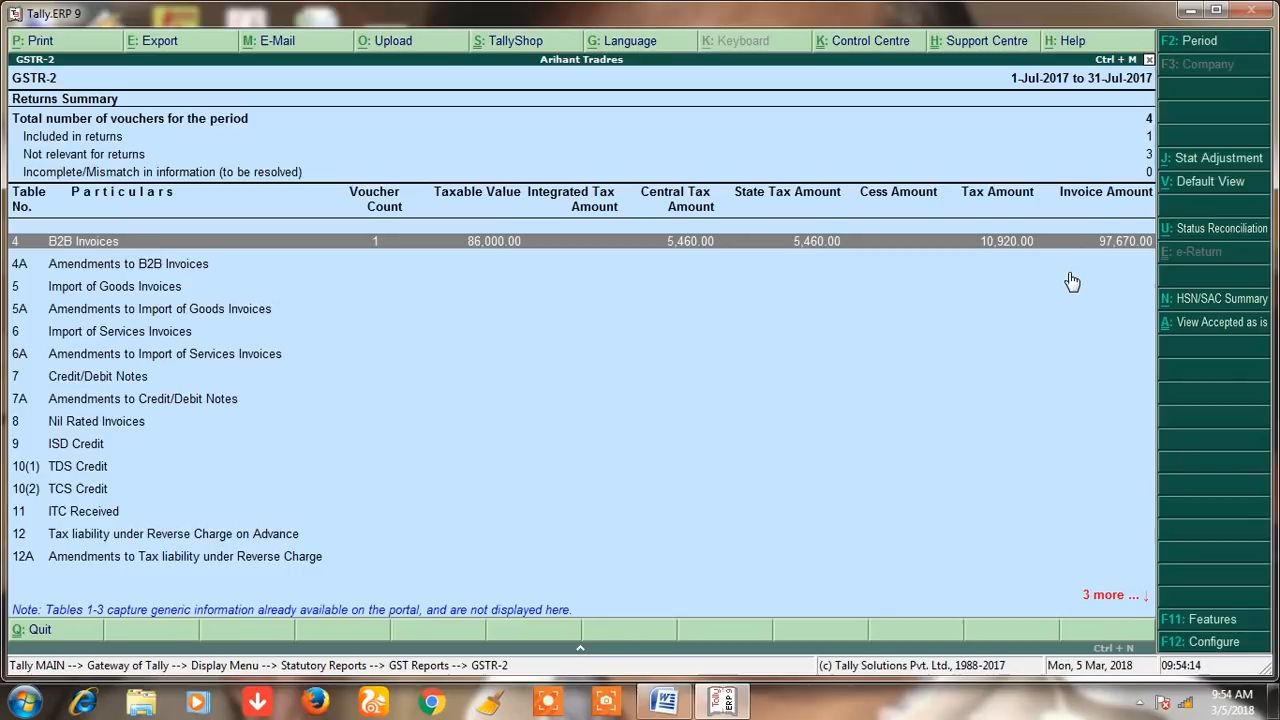 Tally.ERP 9
P: Print E: Export M: E-Mail O: Upload S: TallyShop G: Language K: Keyboard K: Control Centre H: Support Centre H: Help
F2: Period
F3: Company
GSTR-2 Arihant Tradres Ctrl + M
GSTR-2 1-Jul-2017 to 31-Jul-2017
Returns Summary
Total number of vouchers for the period 4
Included in returns 1
Not relevant for returns 3
Incomplete/Mismatch in information (to be resolved) 0
J: Stat Adjustment
V: Default View
Table Particulars Voucher Taxable Value Integrated Tax Central Tax State Tax Amount Cess Amount Tax Amount Invoice Amount
No. Count Amount Amount
U: Status Reconciliation
4 B2B Invoices 1 86,000.00 5,460.00 5,460.00 10,920.00 97,670.00
E: e-Return
4A Amendments to B2B Invoices
5 Import of Goods Invoices
N: HSN/SAC Summary
5A Amendments to Import of Goods Invoices
A: View Accepted as is
6 Import of Services Invoices
6A Amendments to Import of Services Invoices
7 Credit/Debit Notes
7A Amendments to Credit/Debit Notes
8 Nil Rated Invoices
9 ISD Credit
10(1) TDS Credit
10(2) TCS Credit
11 ITC Received
12 Tax liability under Reverse Charge on Advance
12A Amendments to Tax liability under Reverse Charge
3 more ... ↓
Note: Tables 1-3 capture generic information already available on the portal, and are not displayed here.
F11: Features
Q: Quit
F12: Configure
Ctrl + N
Tally MAIN --> Gateway of Tally --> Display Menu --> Statutory Reports --> GST Reports --> GSTR-2 (c) Tally Solutions Pvt. Ltd., 1988-2017 Mon, 5 Mar, 2018 09:54:14
9:54 AM
3/5/2018